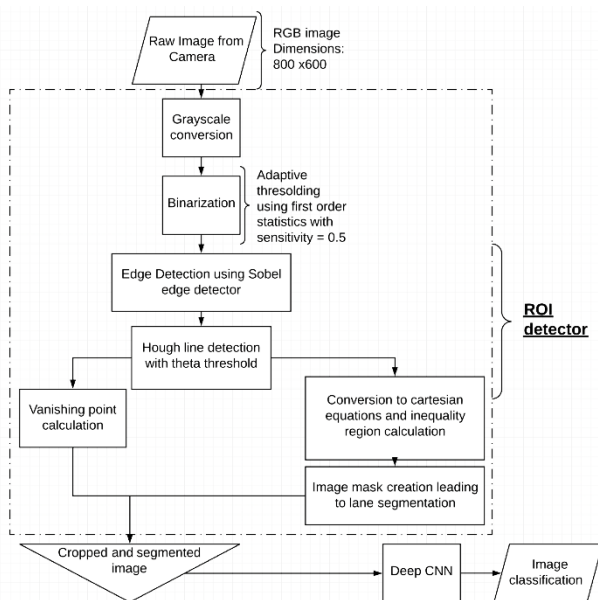 Raw Image from
Camera
RGB image
Dimensions:
800 x600
Grayscale
conversion
Binarization
Adaptive
thresolding
using first order
statistics with
sensitivity = 0.5
Edge Detection using Sobel
edge detector
ROI
detector
Hough line detection
with theta threshold
Vanishing point
calculation
Conversion to cartesian
equations and inequality
region calculation
Image mask creation leading
to lane segmentation
Cropped and segmented
image
Deep CNN
Image
classification